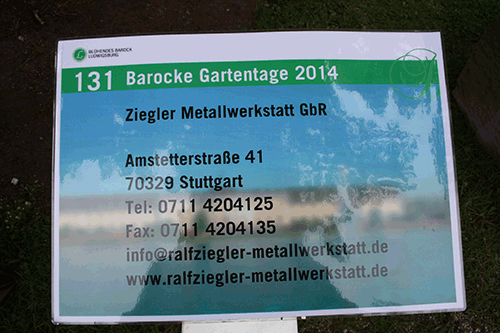 BLÜHENDES BAROCK
LUDWIGSBURG
131 Barocke Gartentage 2014
Ziegler Metallwerkstatt GbR
Amstetterstraße 41
70329 Stuttgart
Tel: 0711 4204125
Fax: 0711 4204135
info@ralfziegler-metallwerkstatt.de
www.ralfziegler-metallwerkstatt.de